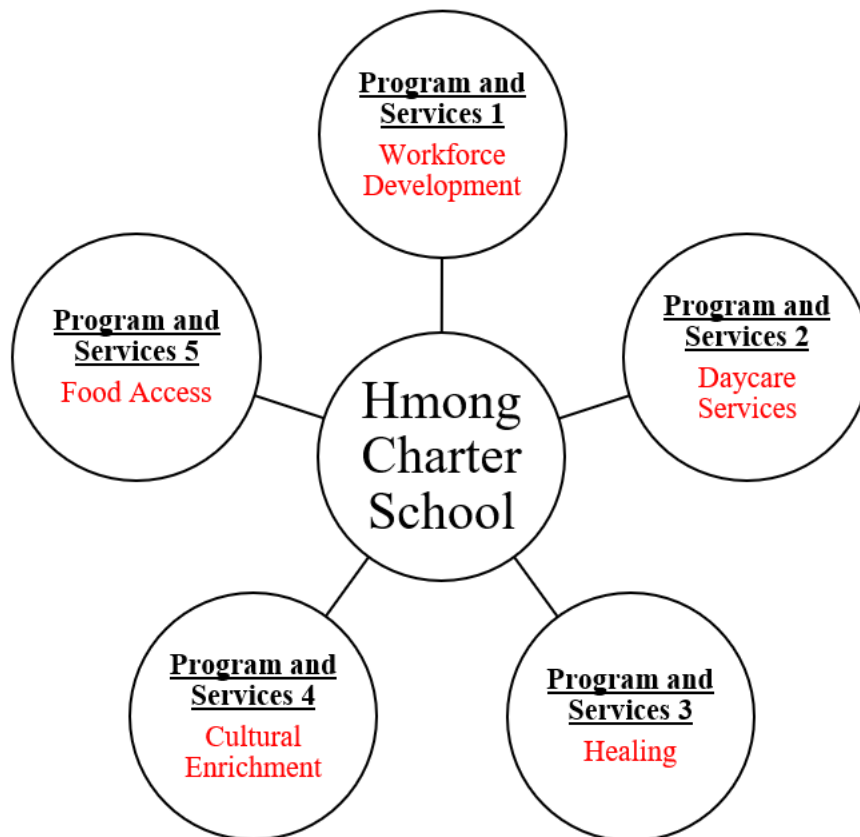 Program and
Services 1
Workforce
Development
Program and
Services 2
Daycare
Services
Program and
Services 3
Healing
Program and
Services 4
Cultural
Enrichment
Program and
Services 5
Food Access
Hmong
Charter
School